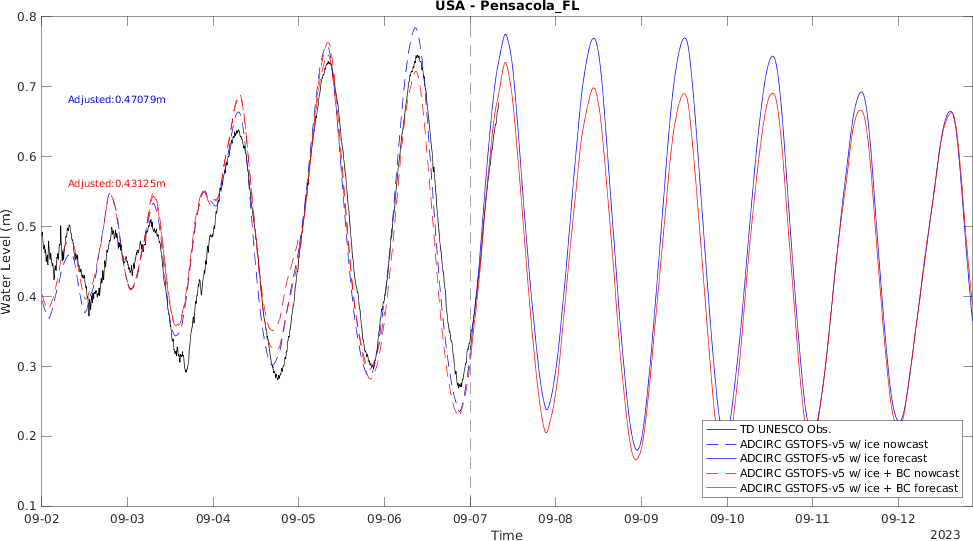 USA - Pensacola_FL
0.8
0.7
Adjusted:0.47079m
0.6
Adjusted:0.43125m
0.5
Water Level (m)
0.4
0.3
0.2
0.1
TD UNESCO Obs.
ADCIRC GSTOFS-v5 w/ ice nowcast
ADCIRC GSTOFS-v5 w/ ice forecast
ADCIRC GSTOFS-v5 w/ ice + BC nowcast
ADCIRC GSTOFS-v5 w/ ice + BC forecast
09-02 09-03 09-04 09-05 09-06 09-07 09-08 09-09 09-10 09-11 09-12
Time
2023